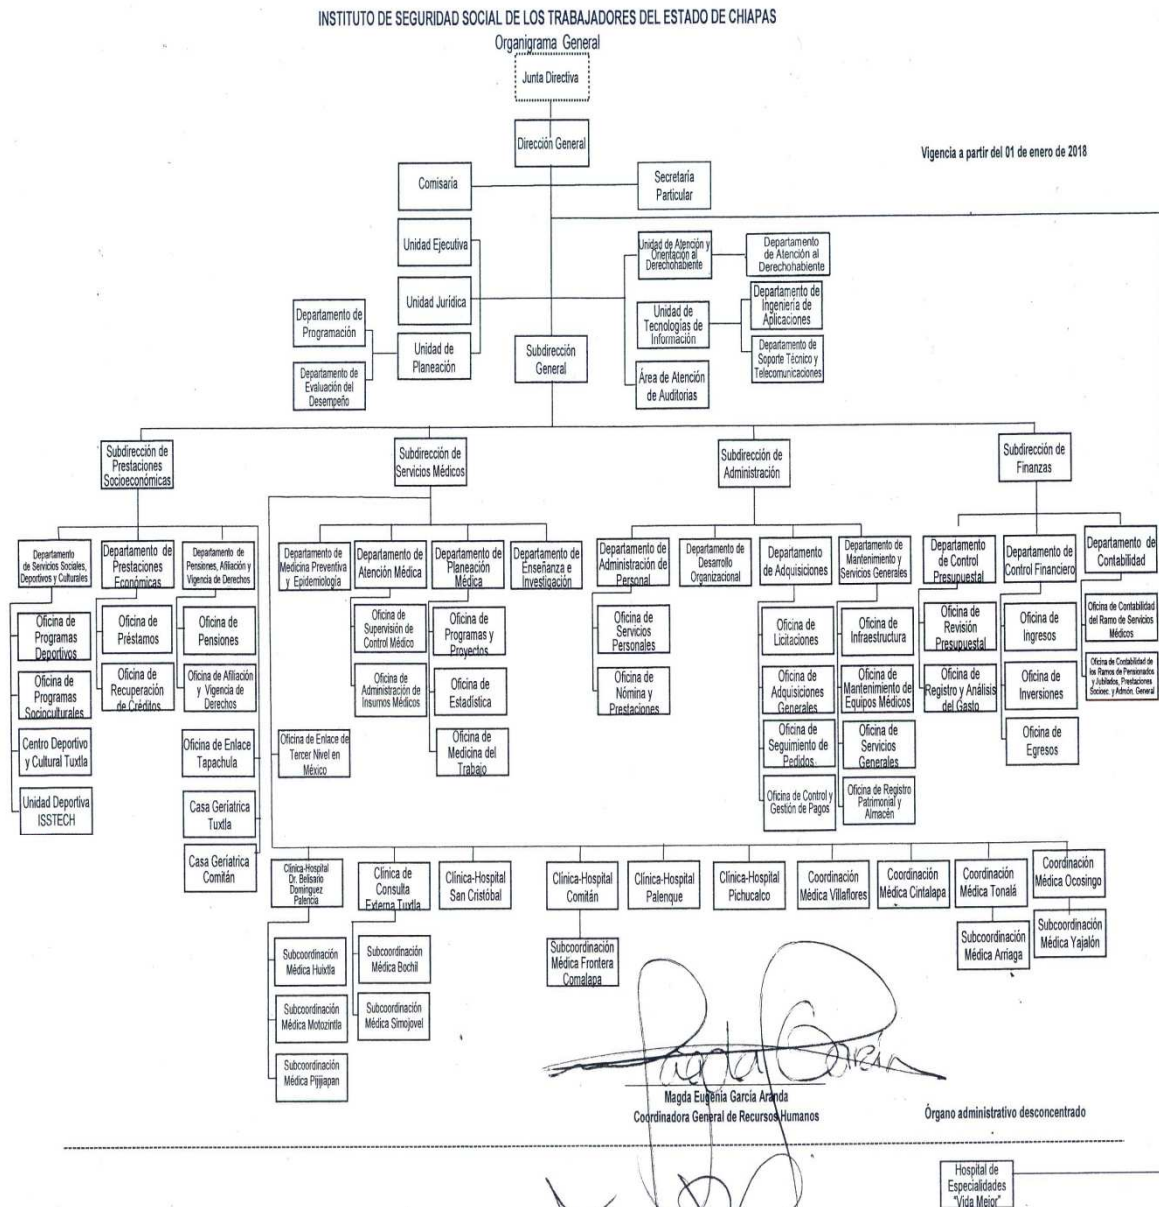 INSTITUTO DE SEGURIDAD SOCIAL DE LOS TRABAJADORES DEL ESTADO DE CHIAPAS
Organigrama General
Junta Directiva
Dirección General
Vigencia a partir del 01 de enero de 2018
Comisaria
Secretaría
Particular
Unidad Ejecutiva
Unidad de Atención y
Orientación al
Derechohabiente
Departamento
de Atención al
Derechohabiente
Unidad Jurídica
Unidad de
Tecnologías de
Información
Departamento de
Ingeniería de
Aplicaciones
Departamento de
Soporte Técnico y
Telecomunicaciones
Departamento de
Programación
Departamento de
Evaluación del
Desempeño
Unidad de
Planeación
Subdirección
General
Área de Atención
de Auditorias
Subdirección de
Prestaciones
Socioeconómicas
Subdirección de
Servicios Médicos
Subdirección de
Administración
Subdirección de
Finanzas
Departamento
de Servicios Sociales,
Deportivos y Culturales
Departamento de
Prestaciones
Económicas
Departamento de
Pensiones, Afiliación y
Vigencia de Derechos
Departamento de
Medicina Preventiva
y Epidemiología
Departamento de
Atención Médica
Departamento de
Planeación
Médica
Departamento de
Enseñanza e
Investigación
Departamento de
Administración de
Personal
Departamento de
Desarrollo
Organizacional
Departamento
de Adquisiciones
Departamento de
Mantenimiento y
Servicios Generales
Departamento
de Control
Presupuestal
Departamento de
Control Financiero
Departamento de
Contabilidad
Oficina de
Programas
Deportivos
Oficina de
Préstamos
Oficina de
Pensiones
Oficina de
Supervisión de
Control Médico
Oficina de
Programas y
Proyectos
Oficina de
Servicios
Personales
Oficina de
Licitaciones
Oficina de
Infraestructura
Oficina de
Revisión
Presupuestal
Oficina de
Ingresos
Oficina de Contabilidad
del Ramo de Servicios
Médicos
Oficina de
Programas
Socioculturales
Oficina de
Recuperación
de Créditos
Oficina de Afiliación
y Vigencia de
Derechos
Oficina de
Administración de
Insumos Médicos
Oficina de
Estadística
Oficina de
Nómina y
Prestaciones
Oficina de
Adquisiciones
Generales
Oficina de
Mantenimiento de
Equipos Médicos
Oficina de
Registro y Análisis
del Gasto
Oficina de
Inversiones
Oficina de Contabilidad de
los Ramos de Pensionados
y Jubilados, Prestaciones
Socioec. y Admón. General
Centro Deportivo
y Cultural Tuxtla
Oficina de Enlace
Tapachula
Oficina de Enlace de
Tercer Nivel en
México
Oficina de
Medicina del
Trabajo
Oficina de
Seguimiento de
Pedidos
Oficina de
Servicios
Generales
Oficina de
Egresos
Unidad Deportiva
ISSTECH
Casa Geriatrica
Tuxtla
Oficina de Control y
Gestión de Pagos
Oficina de Registro
Patrimonial y
Almacén
Casa Geriatrica
Comitán
Clínica-Hospital
Dr. Belisario
Domínguez
Palencia
Clínica de
Consulta
Externa Tuxtla
Clínica-Hospital
San Cristóbal
Clínica-Hospital
Comitán
Clínica-Hospital
Palenque
Clínica-Hospital
Pichucalco
Coordinación
Médica Villaflores
Coordinación
Médica Cintalapa
Coordinación
Médica Tonalá
Coordinación
Médica Ocosingo
Subcoordinación
Médica Huixtla
Subcoordinación
Médica Bochil
Subcoordinación
Médica Frontera
Comalapa
Subcoordinación
Médica Arriaga
Subcoordinación
Médica Yajalón
Subcoordinación
Médica Motozintla
Subcoordinación
Médica Simojovel
Subcoordinación
Médica Pijijiapan
Magda García
Magda Eugenia García Aranda
Coordinadora General de Recursos Humanos
Órgano administrativo desconcentrado
Hospital de
Especialidades
"Vida Mejor"